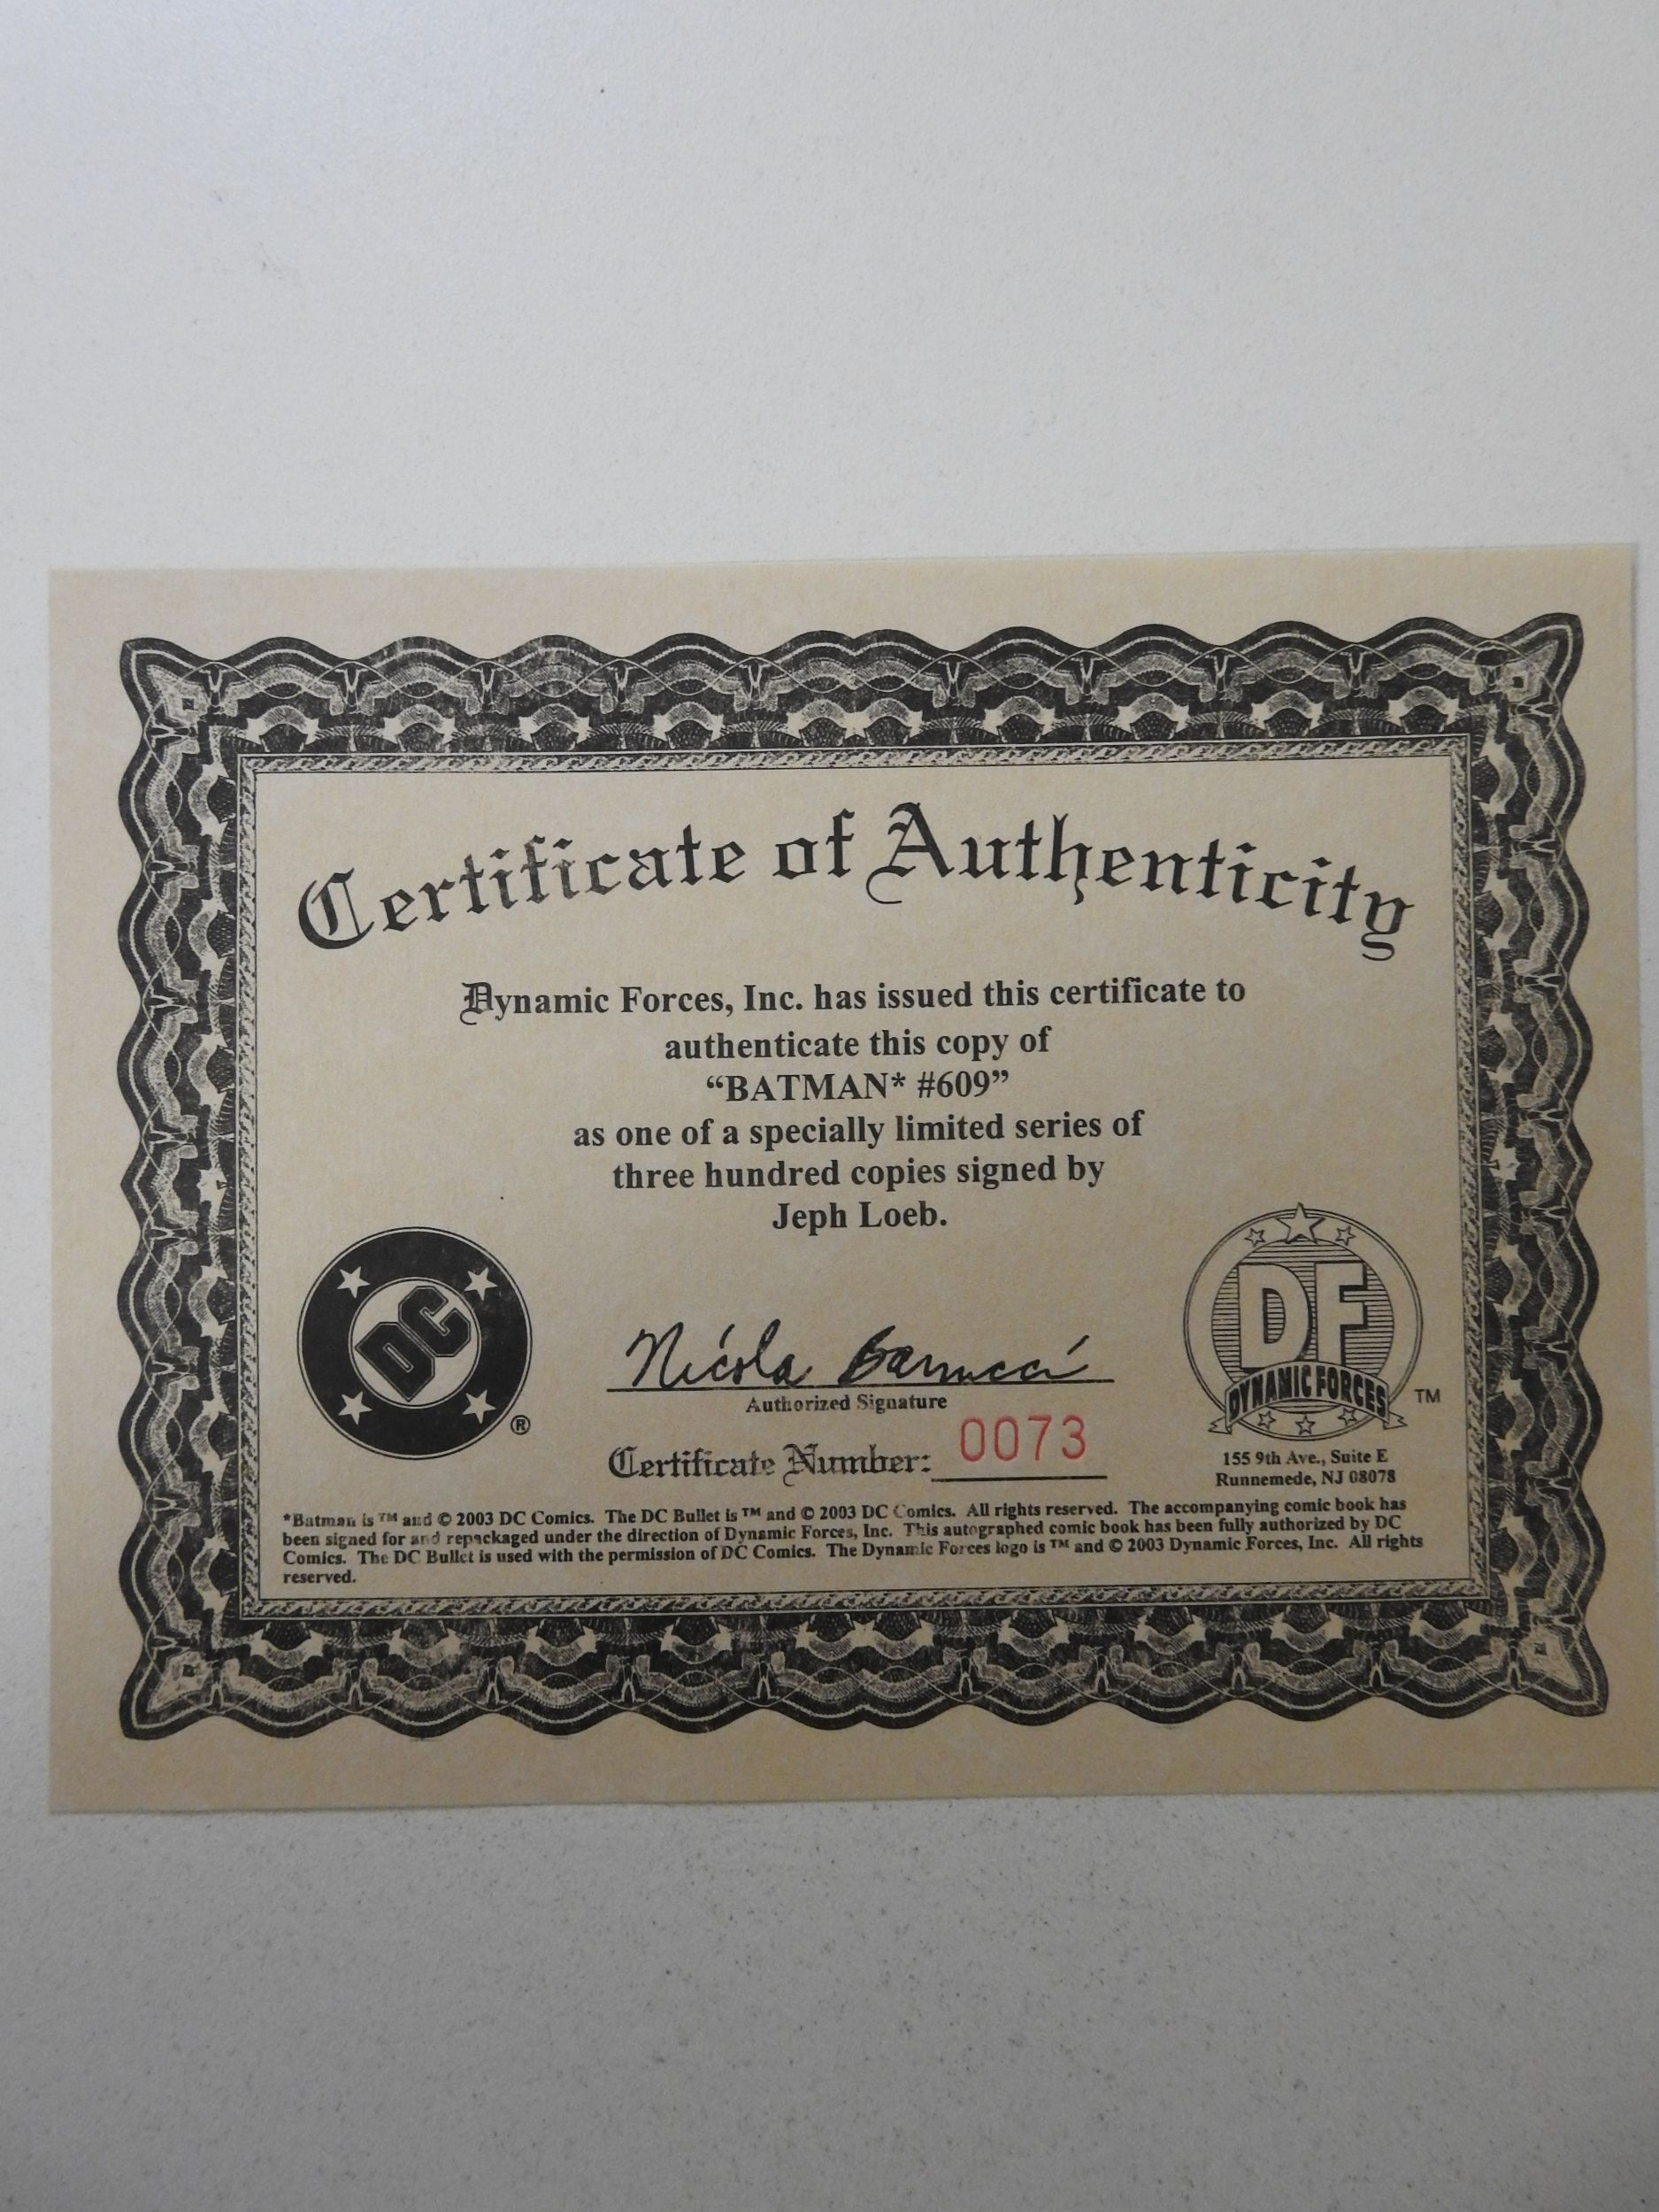 Certificate of Authenticity
Dynamic Forces, Inc. has issued this certificate to
authenticate this copy of
“BATMAN* #609”
as one of a specially limited series of
three hundred copies signed by
Jeph Loeb.
DC
®
Nicola Barrucci
Authorized Signature
Certificate Number: 0073
DF
DYNAMIC FORCES
TM
155 9th Ave., Suite E
Runnemede, NJ 08078
*Batman is ™ and © 2003 DC Comics. The DC Bullet is ™ and © 2003 DC Comics. All rights reserved. The accompanying comic book has
been signed for and repackaged under the direction of Dynamic Forces, Inc. This autographed comic book has been fully authorized by DC
Comics. The DC Bullet is used with the permission of DC Comics. The Dynamic Forces logo is ™ and © 2003 Dynamic Forces, Inc. All rights
reserved.